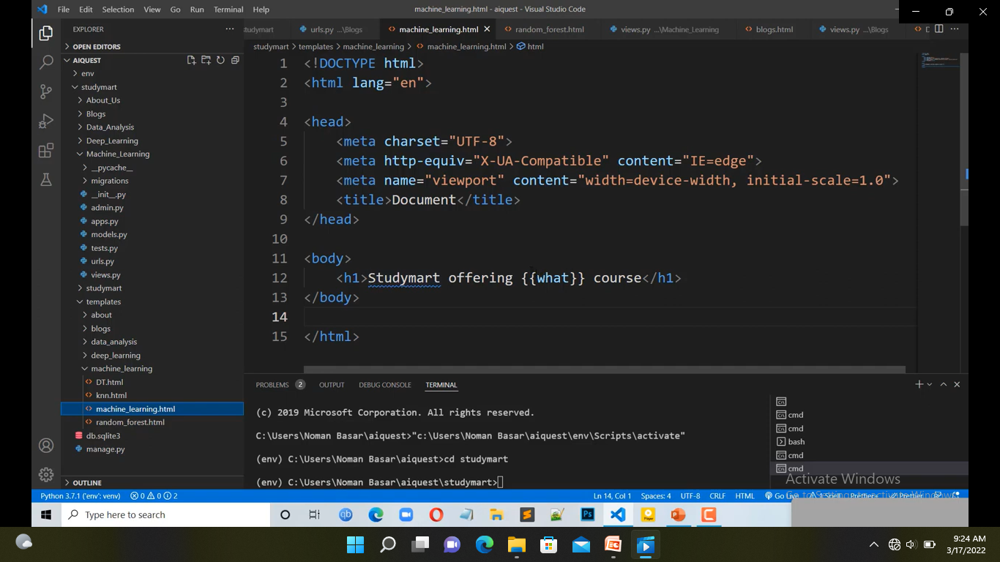 File Edit Selection View Go Run Terminal Help
machine_learning.html - aiquest - Visual Studio Code
EXPLORER
studymart urls.py ...\Blogs machine_learning.html random_forest.html views.py ...\Machine_Learning blogs.html views.py ...\Blogs
OPEN EDITORS
studymart > templates > machine_learning > machine_learning.html > html
AIQUEST
env
studymart
About_Us
Blogs
Data_Analysis
Deep_Learning
Machine_Learning
__pycache__
migrations
__init__.py
admin.py
apps.py
models.py
tests.py
urls.py
views.py
studymart
templates
about
blogs
data_analysis
deep_learning
machine_learning
DT.html
knn.html
machine_learning.html
random_forest.html
db.sqlite3
manage.py
OUTLINE
1 <!DOCTYPE html>
2 <html lang="en">
3
4 <head>
5 <meta charset="UTF-8">
6 <meta http-equiv="X-UA-Compatible" content="IE=edge">
7 <meta name="viewport" content="width=device-width, initial-scale=1.0">
8 <title>Document</title>
9 </head>
10
11 <body>
12 <h1>Studymart offering {{what}} course</h1>
13 </body>
14
15 </html>
PROBLEMS 2 OUTPUT DEBUG CONSOLE TERMINAL
(c) 2019 Microsoft Corporation. All rights reserved.
C:\Users\Noman Basar\aiquest>"c:\Users\Noman Basar\aiquest\env\Scripts\activate"
(env) C:\Users\Noman Basar\aiquest>cd studymart
(env) C:\Users\Noman Basar\aiquest\studymart>
cmd
cmd
bash
cmd
cmd
Activate Windows
Python 3.7.1 ('env': venv) 0 0 2 Ln 14, Col 1 Spaces: 4 UTF-8 CRLF HTML Go Live Spell Prettier
Type here to search
9:24 AM
3/17/2022